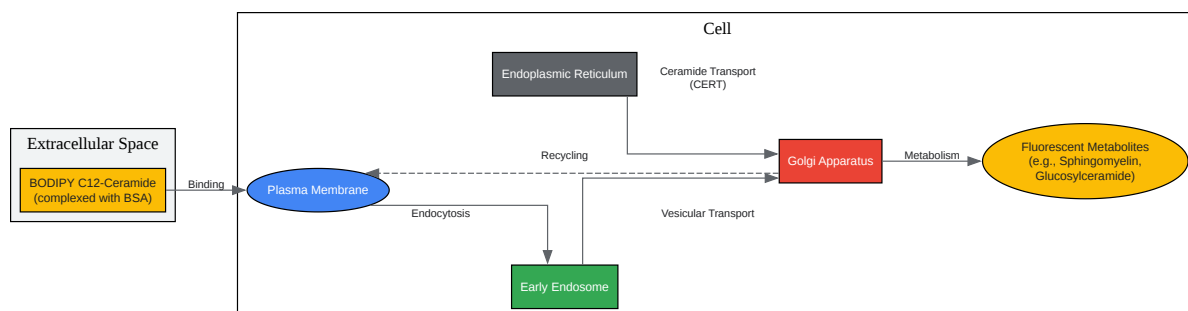 Cell
Endoplasmic Reticulum
Ceramide Transport
(CERT)
Extracellular Space
BODIPY C12-Ceramide
(complexed with BSA)
Binding
Plasma Membrane
Recycling
Golgi Apparatus
Metabolism
Fluorescent Metabolites
(e.g., Sphingomyelin,
Glucosylceramide)
Endocytosis
Vesicular Transport
Early Endosome